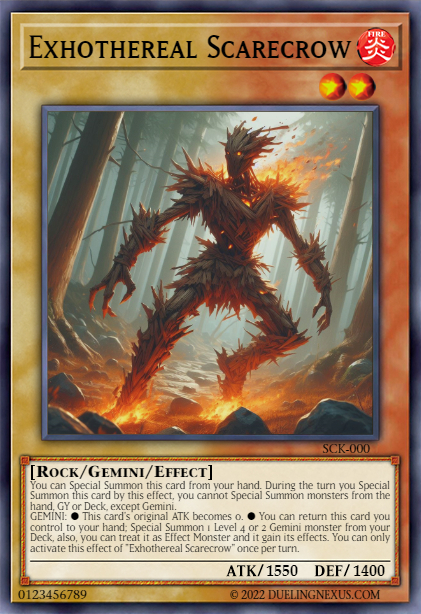 Exhothereal Scarecrow
FIRE
炎
SCK-000
[Rock/Gemini/Effect]
You can Special Summon this card from your hand. During the turn you Special
Summon this card by this effect, you cannot Special Summon monsters from the
hand, GY or Deck, except Gemini.
GEMINI: ● This card's original ATK becomes 0. ● You can return this card you
control to your hand; Special Summon 1 Level 4 or 2 Gemini monster from your
Deck, also, you can treat it as Effect Monster and it gain its effects. You can only
activate this effect of "Exhothereal Scarecrow" once per turn.
ATK/1550 DEF/1400
0123456789 © 2022 DUELINGNEXUS.COM